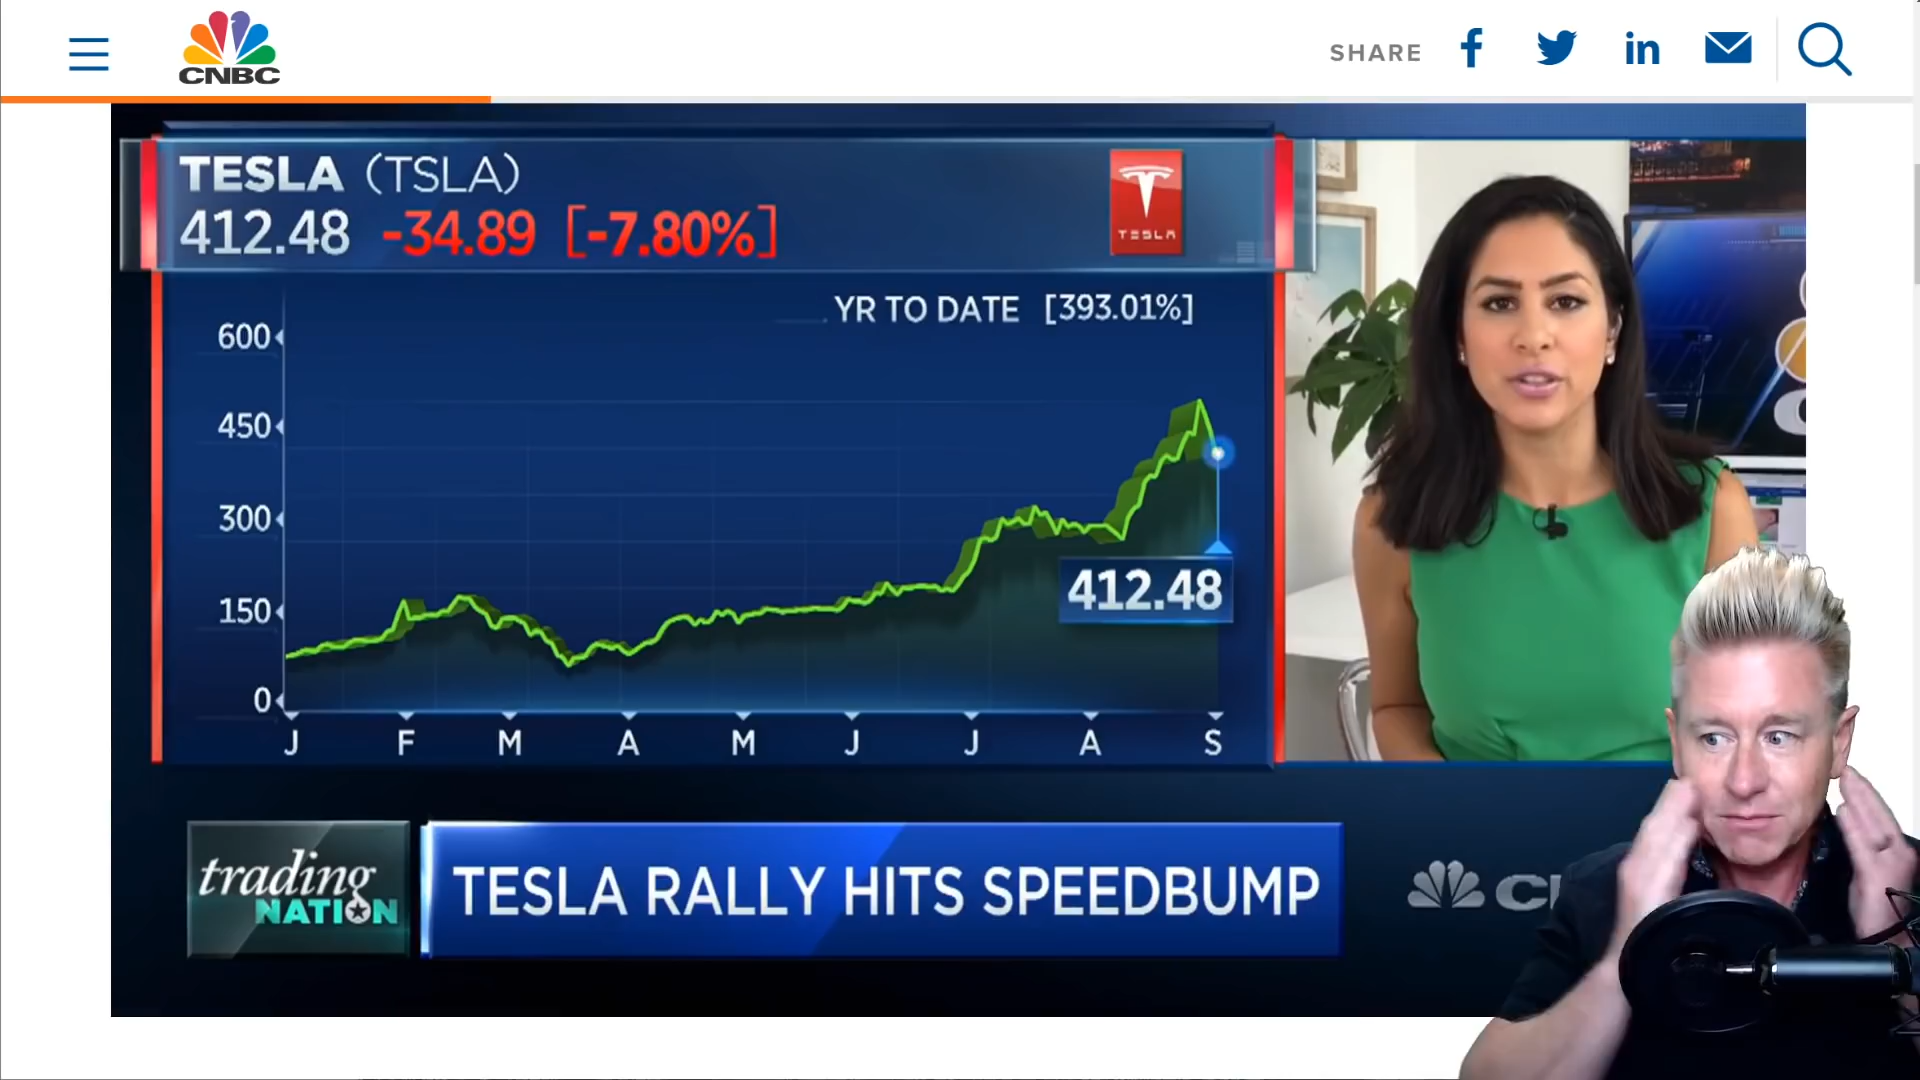 CNBC
SHARE
TESLA (TSLA)
412.48 -34.89 [-7.80%]
TESLA
YR TO DATE [393.01%]
600
450
300
150
0
412.48
J F M A M J J A S
trading
NATION
TESLA RALLY HITS SPEEDBUMP